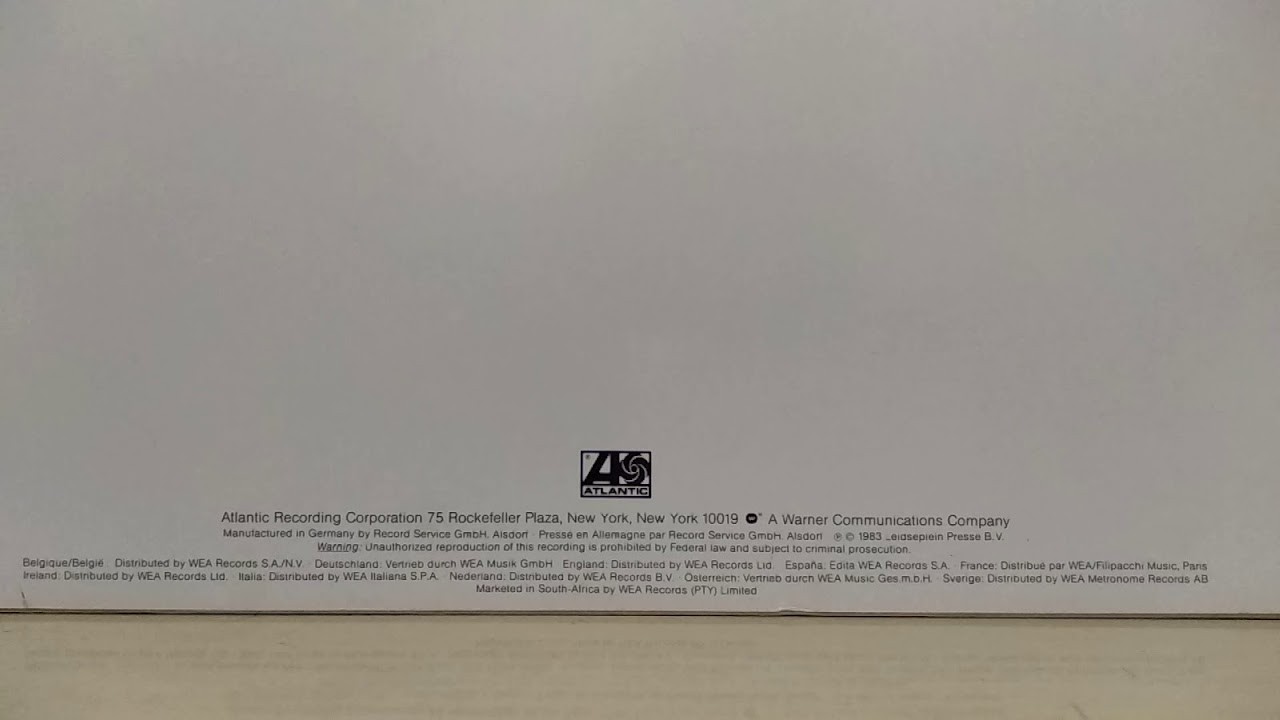 ATLANTIC
Atlantic Recording Corporation 75 Rockefeller Plaza, New York, New York 10019 A Warner Communications Company
Manufactured in Germany by Record Service GmbH. Alsdorf · Pressé en Allemagne par Record Service GmbH. Alsdorf ℗ © 1983 Leidseplein Presse B.V.
Warning: Unauthorized reproduction of this recording is prohibited by Federal law and subject to criminal prosecution.
Belgique/België: Distributed by WEA Records S.A./N.V. · Deutschland: Vertrieb durch WEA Musik GmbH · England: Distributed by WEA Records Ltd. · España: Edita WEA Records S.A. · France: Distribué par WEA/Filipacchi Music, Paris
Ireland: Distributed by WEA Records Ltd. · Italia: Distributed by WEA Italiana S.P.A. · Nederland: Distributed by WEA Records B.V. · Österreich: Vertrieb durch WEA Music Ges.m.b.H. · Sverige: Distributed by WEA Metronome Records AB
Marketed in South-Africa by WEA Records (PTY) Limited